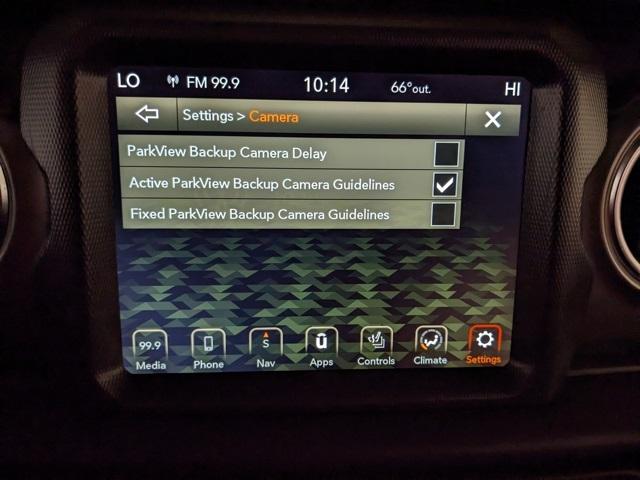 LO FM 99.9 10:14 66°out. HI
Settings > Camera X
ParkView Backup Camera Delay
Active ParkView Backup Camera Guidelines
Fixed ParkView Backup Camera Guidelines
99.9 S
Media Phone Nav Apps Controls Climate Settings